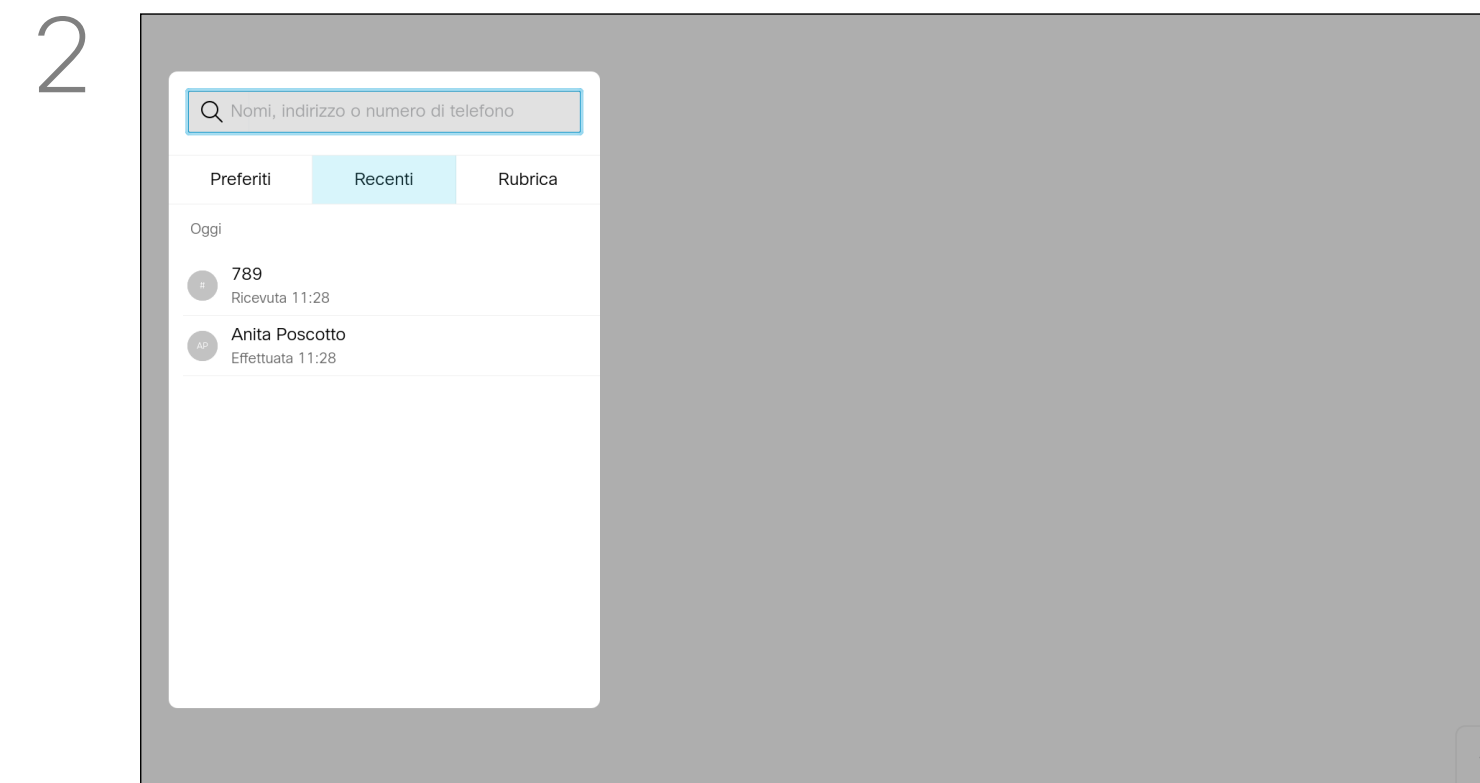 2
Nomi, indirizzo o numero di telefono
Preferiti Recenti Rubrica
Oggi
#
789
Ricevuta 11:28
AP
Anita Poscotto
Effettuata 11:28